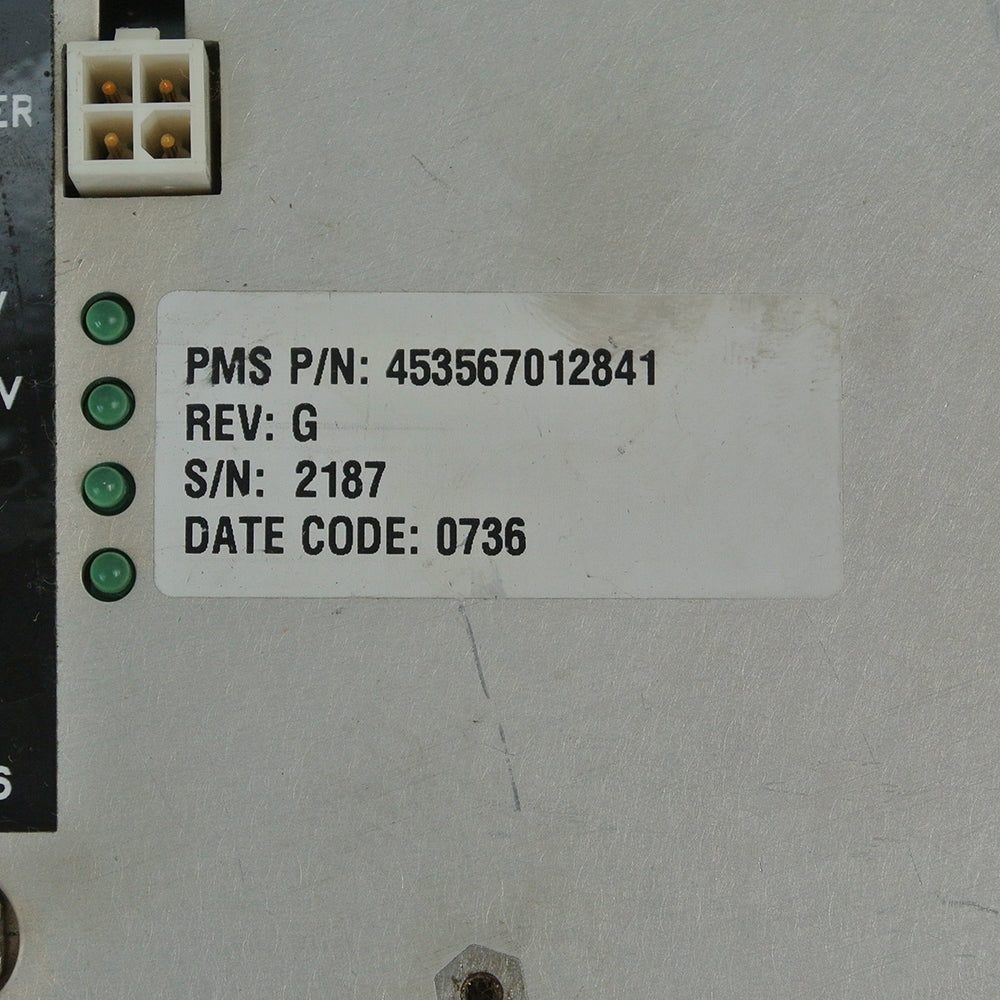 ER
V
V
PMS P/N: 453567012841
REV: G
S/N: 2187
DATE CODE: 0736
S